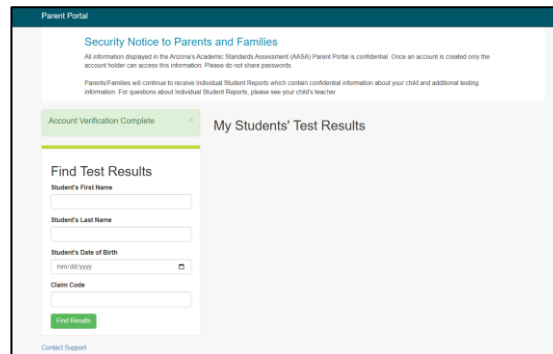 Parent Portal
Security Notice to Parents and Families
All information displayed in the Arizona's Academic Standards Assessment (AASA) Parent Portal is confidential. Once an account is created only the
account holder can access this information. Please do not share passwords.
Parents/Families will continue to receive Individual Student Reports which contain confidential information about your child and additional testing
information. For questions about Individual Student Reports, please see your child's teacher.
Account Verification Complete ×
My Students' Test Results
Find Test Results
Student's First Name
Student's Last Name
Student's Date of Birth
mm/dd/yyyy
Claim Code
Find Results
Contact Support